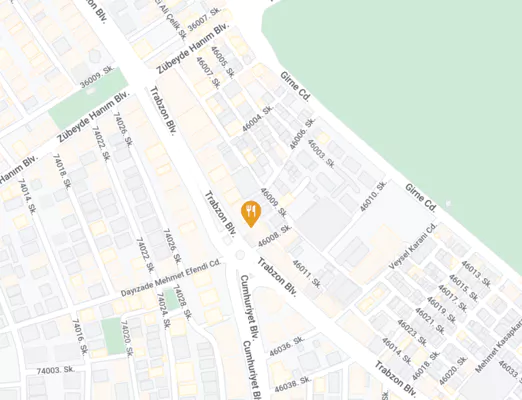 36007. Sk.
Ali Çelik Sk.
Zübeyde Hanım Blv.
36009. Sk.
46005. Sk.
46007. Sk.
Girne Cd.
Trabzon Blv.
Zübeyde Hanım Blv.
46004. Sk.
46006. Sk.
74026. Sk.
74022. Sk.
46003. Sk.
Hanım Blv.
74018. Sk.
74014. Sk.
Trabzon Blv.
46009. Sk.
46010. Sk.
Girne Cd.
74022. Sk.
74026. Sk.
46008. Sk.
Veysel Karani Cd.
Dayızade Mehmet Efendi Cd.
Trabzon Blv.
46011. Sk.
46013. Sk.
46015. Sk.
46017. Sk.
46019. Sk.
46021. Sk.
46023. Sk.
74028. Sk.
74024. Sk.
74020. Sk.
74016. Sk.
Cumhuriyet Blv.
Cumhuriyet Blv.
46036. Sk.
46014. Sk.
46020. Sk.
Mehmet Kasapkar
74003. Sk.
46038. Sk.
Trabzon Blv.